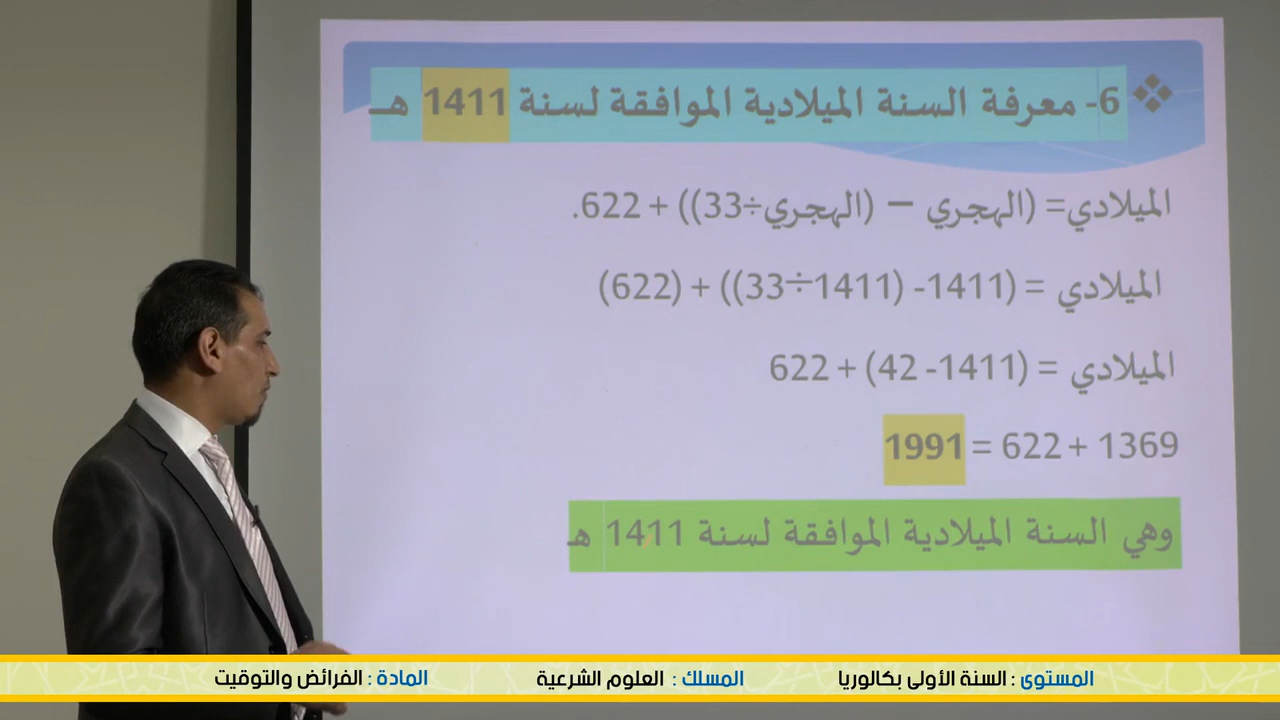 ❖ 6- معرفة السنة الميلادية الموافقة لسنة 1411 هـ
الميلادي= (الهجري – (الهجري÷33)) + 622.
الميلادي = (1411- (1411÷33)) + (622)
الميلادي = (1411- 42) + 622
1369 + 622 = 1991
وهي السنة الميلادية الموافقة لسنة 1411 هـ
المستوى : السنة الأولى بكالوريا المسلك : العلوم الشرعية المادة : الفرائض والتوقيت